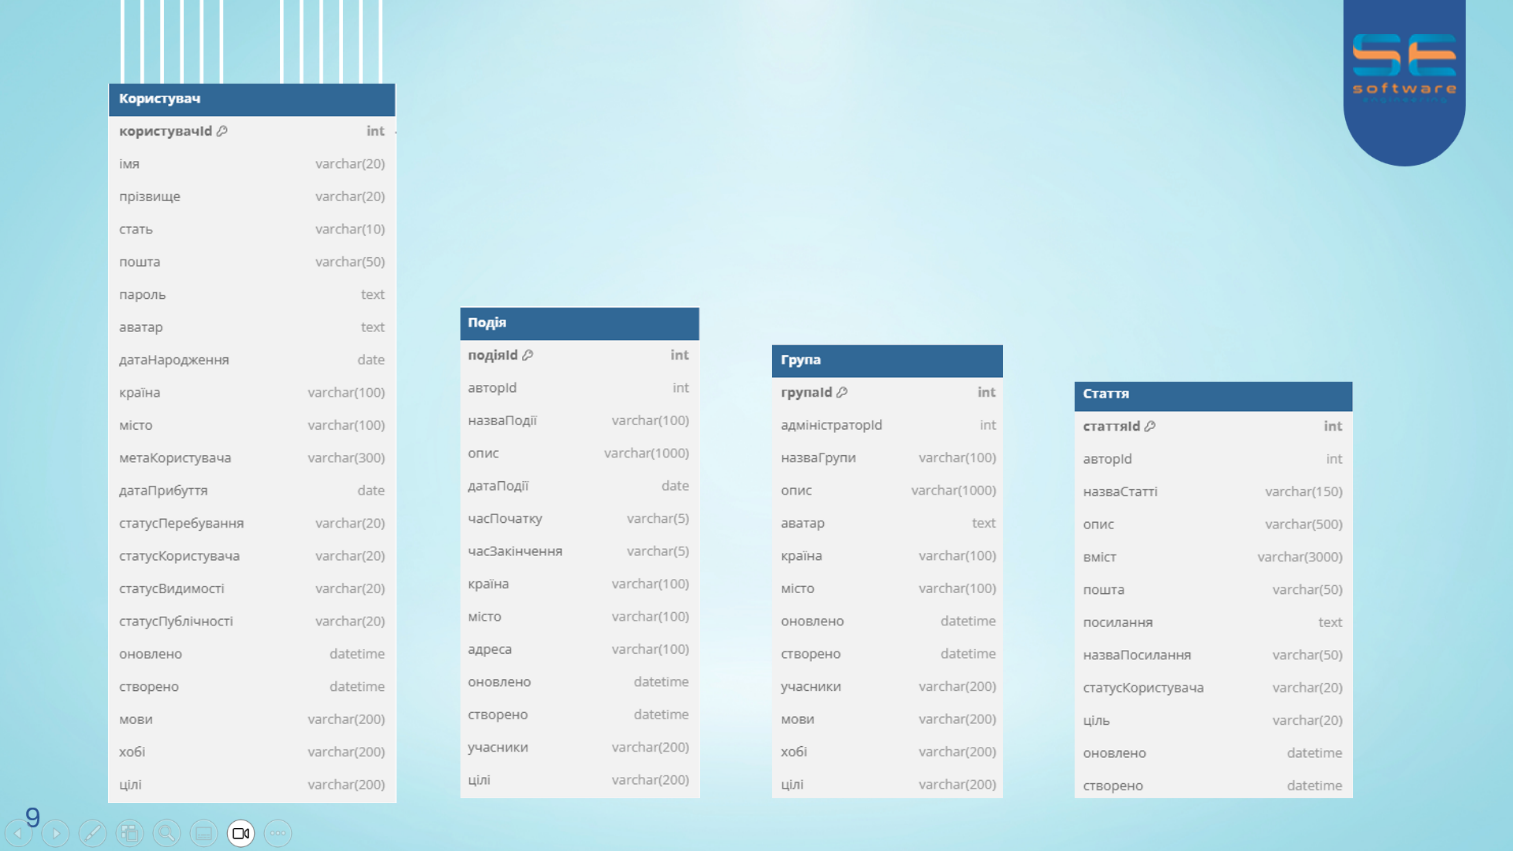 SE
software
engineering
Користувач
користувачId int
імя varchar(20)
прізвище varchar(20)
стать varchar(10)
пошта varchar(50)
пароль text
аватар text
датаНародження date
країна varchar(100)
місто varchar(100)
метаКористувача varchar(300)
датаПрибуття date
статусПеребування varchar(20)
статусКористувача varchar(20)
статусВидимості varchar(20)
статусПублічності varchar(20)
оновлено datetime
створено datetime
мови varchar(200)
хобі varchar(200)
цілі varchar(200)
Подія
подіяId int
авторId int
назваПодії varchar(100)
опис varchar(1000)
датаПодії date
часПочатку varchar(5)
часЗакінчення varchar(5)
країна varchar(100)
місто varchar(100)
адреса varchar(100)
оновлено datetime
створено datetime
учасники varchar(200)
цілі varchar(200)
Група
групаId int
адміністраторId int
назваГрупи varchar(100)
опис varchar(1000)
аватар text
країна varchar(100)
місто varchar(100)
оновлено datetime
створено datetime
учасники varchar(200)
мови varchar(200)
хобі varchar(200)
цілі varchar(200)
Стаття
статтяId int
авторId int
назваСтатті varchar(150)
опис varchar(500)
вміст varchar(3000)
пошта varchar(50)
посилання text
назваПосилання varchar(50)
статусКористувача varchar(20)
ціль varchar(20)
оновлено datetime
створено datetime
9